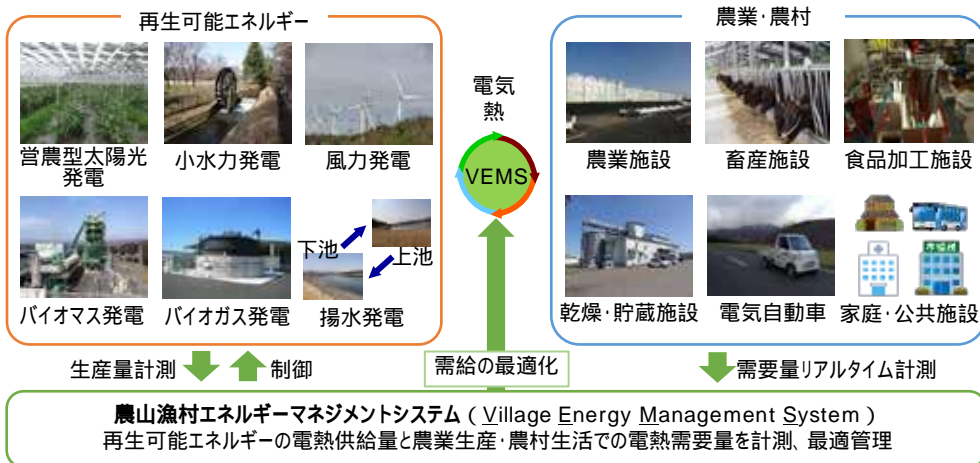 再生可能エネルギー
営農型太陽光
発電
小水力発電
風力発電
バイオマス発電
バイオガス発電
下池
上池
揚水発電
電気
熱
VEMS
農業・農村
農業施設
畜産施設
食品加工施設
乾燥・貯蔵施設
電気自動車
市役所
家庭・公共施設
生産量計測
制御
需給の最適化
需要量リアルタイム計測
農山漁村エネルギーマネジメントシステム（Village Energy Management System）
再生可能エネルギーの電熱供給量と農業生産・農村生活での電熱需要量を計測、最適管理